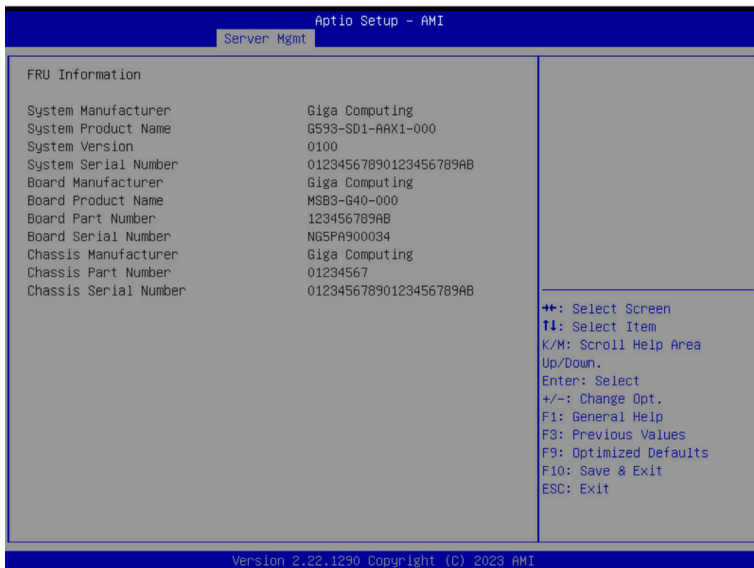 Aptio Setup – AMI
Server Mgmt
FRU Information
System Manufacturer Giga Computing
System Product Name G593-SD1-AAX1-000
System Version 0100
System Serial Number 01234567890123456789AB
Board Manufacturer Giga Computing
Board Product Name MSB3-G40-000
Board Part Number 123456789AB
Board Serial Number NG5PA900034
Chassis Manufacturer Giga Computing
Chassis Part Number 01234567
Chassis Serial Number 01234567890123456789AB
→←: Select Screen
↑↓: Select Item
K/M: Scroll Help Area
Up/Down.
Enter: Select
+/-: Change Opt.
F1: General Help
F3: Previous Values
F9: Optimized Defaults
F10: Save & Exit
ESC: Exit
Version 2.22.1290 Copyright (C) 2023 AMI